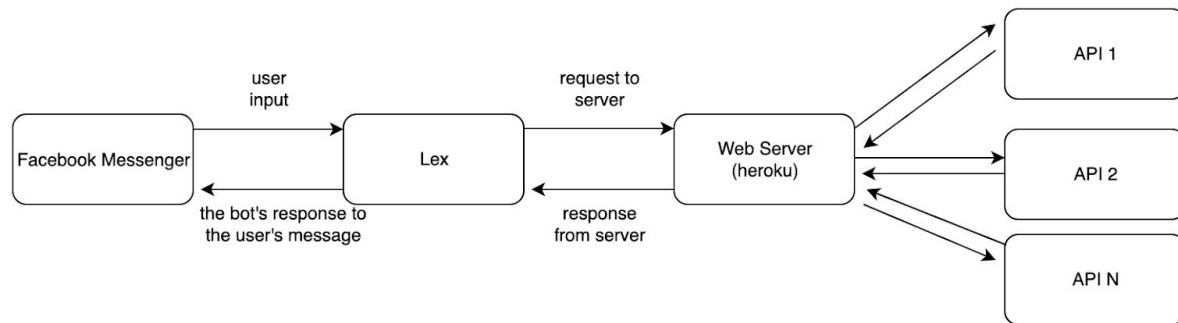 user
input
request to
server
API 1
Facebook Messenger
Lex
Web Server
(heroku)
API 2
the bot's response to
the user's message
response
from server
API N